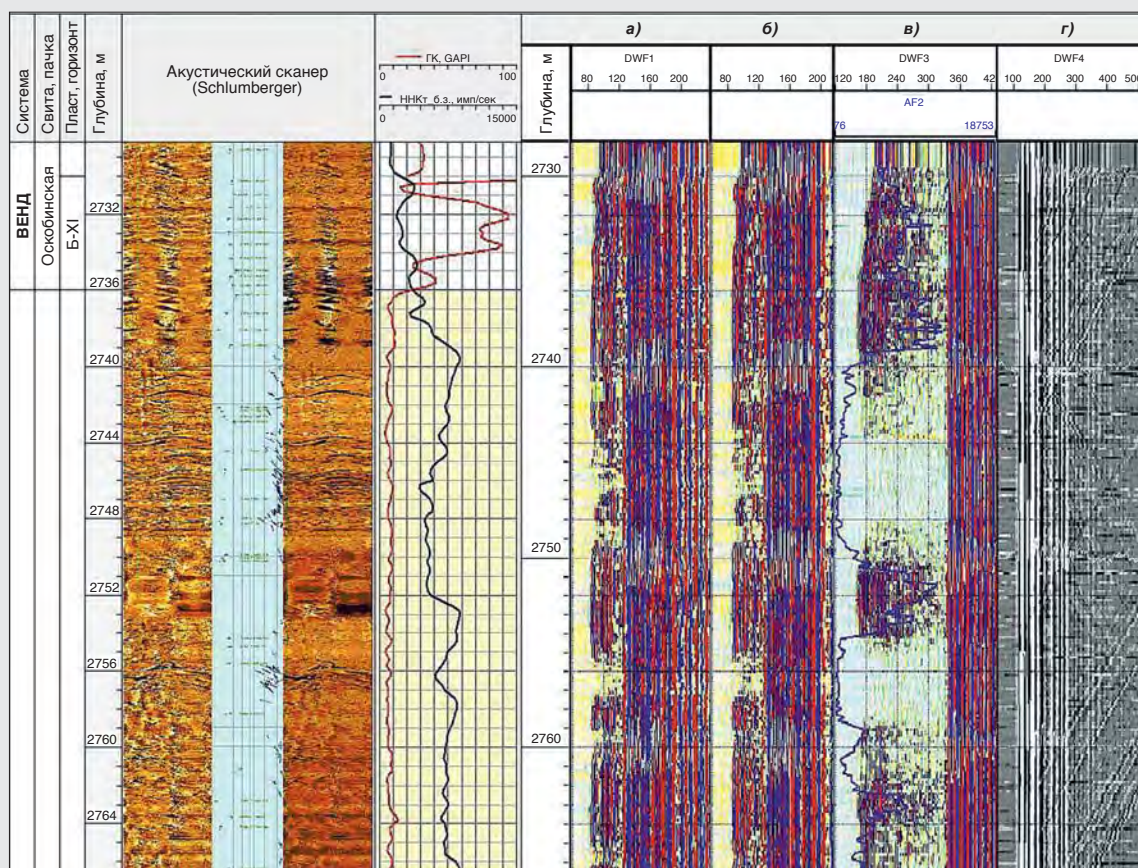 Система
Свита, пачка
Пласт, горизонт
Глубина, м
Акустический сканер
(Schlumberger)
ГК, GAPI
0 100
ННКт_б.з., имп/сек
0 15000
Глубина, м
а)
DWF1
80 120 160 200
б)
80 120 160 200
в)
DWF3
120 180 240 300 360 42
AF2
76 18753
г)
DWF4
100 200 300 400 500
ВЕНД
Оскобинская
Б-XI
2732
2736
2740
2744
2748
2752
2756
2760
2764
2730
2740
2750
2760